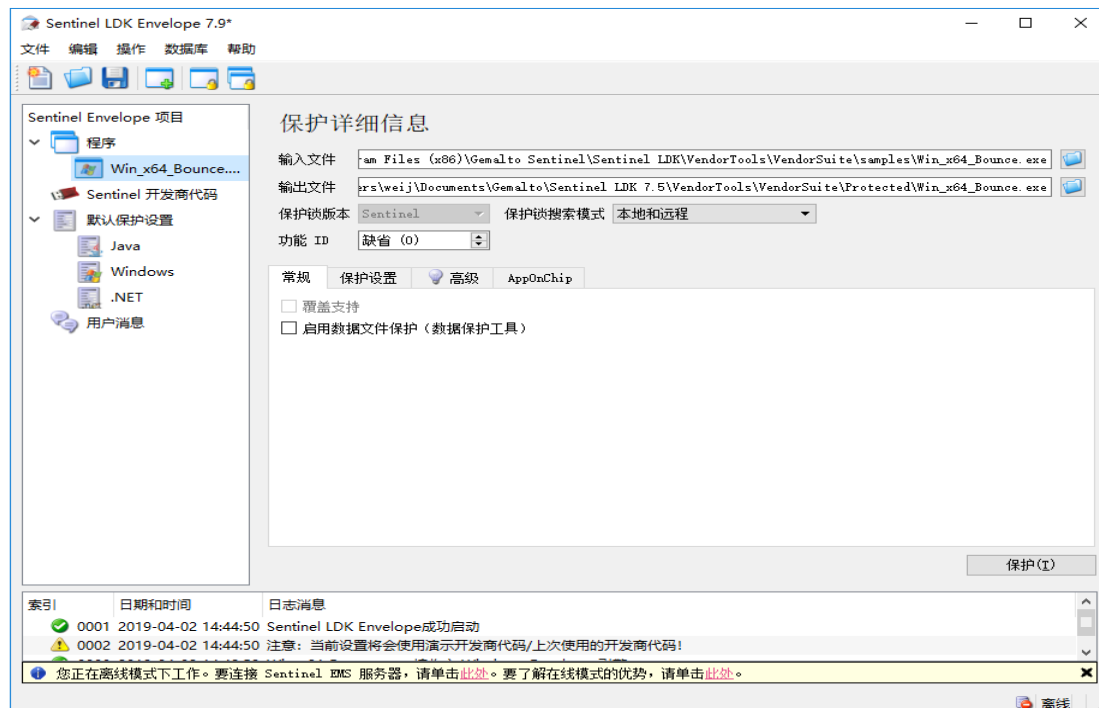 Sentinel LDK Envelope 7.9*
文件 编辑 操作 数据库 帮助
Sentinel Envelope 项目
程序
Win_x64_Bounce....
Sentinel 开发商代码
默认保护设置
Java
Windows
.NET
用户消息
保护详细信息
输入文件 ram Files (x86)\Gemalto Sentinel\Sentinel LDK\VendorTools\VendorSuite\samples\Win_x64_Bounce.exe
输出文件 ers\weij\Documents\Gemalto\Sentinel LDK 7.5\VendorTools\VendorSuite\Protected\Win_x64_Bounce.exe
保护锁版本 Sentinel 保护锁搜索模式 本地和远程
功能 ID 缺省 (0)
常规 保护设置 高级 AppOnChip
覆盖支持
启用数据文件保护（数据保护工具）
保护(I)
索引 日期和时间 日志消息
0001 2019-04-02 14:44:50 Sentinel LDK Envelope成功启动
0002 2019-04-02 14:44:50 注意：当前设置将会使用演示开发商代码/上次使用的开发商代码！
您正在离线模式下工作。要连接 Sentinel EMS 服务器，请单击此处。要了解在线模式的优势，请单击此处。
离线